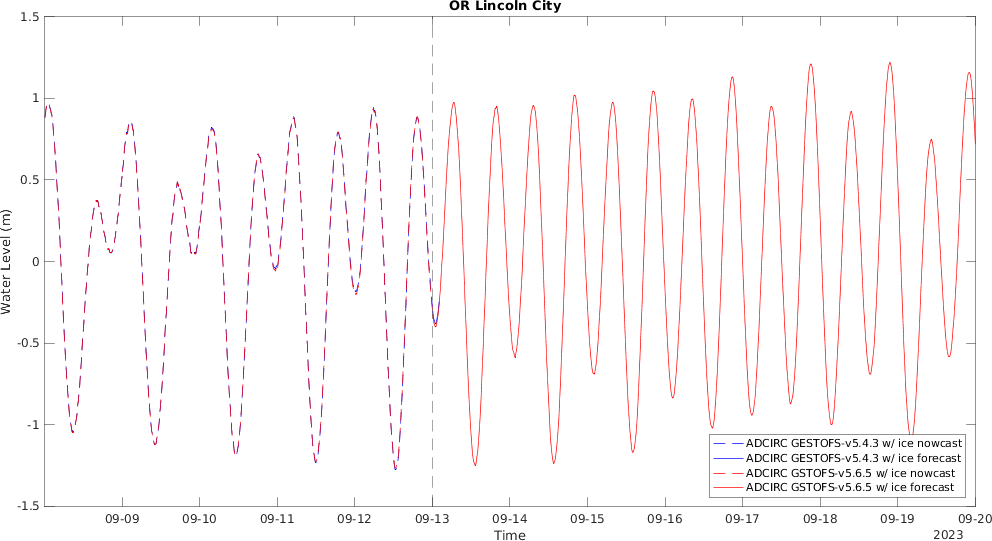 OR Lincoln City
1.5
1
0.5
0
-0.5
-1
-1.5
Water Level (m)
09-09
09-10
09-11
09-12
09-13
09-14
09-15
09-16
09-17
09-18
09-19
09-20
Time
2023
ADCIRC GESTOFS-v5.4.3 w/ ice nowcast
ADCIRC GESTOFS-v5.4.3 w/ ice forecast
ADCIRC GSTOFS-v5.6.5 w/ ice nowcast
ADCIRC GSTOFS-v5.6.5 w/ ice forecast